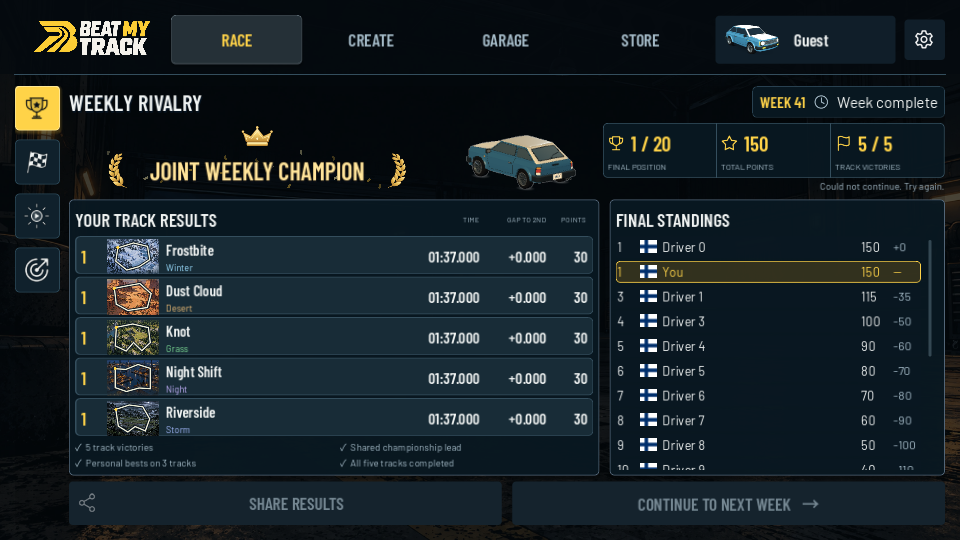 BEAT MY TRACK
RACE
CREATE
GARAGE
STORE
Guest
WEEKLY RIVALRY
WEEK 41 Week complete
JOINT WEEKLY CHAMPION
1 / 20
FINAL POSITION
150
TOTAL POINTS
5 / 5
TRACK VICTORIES
Could not continue. Try again.
YOUR TRACK RESULTS TIME GAP TO 2ND POINTS
1 Frostbite 01:37.000 +0.000 30
Winter
1 Dust Cloud 01:37.000 +0.000 30
Desert
1 Knot 01:37.000 +0.000 30
Grass
1 Night Shift 01:37.000 +0.000 30
Night
1 Riverside 01:37.000 +0.000 30
Storm
✓ 5 track victories ✓ Shared championship lead
✓ Personal bests on 3 tracks ✓ All five tracks completed
FINAL STANDINGS
1 Driver 0 150 +0
1 You 150 –
3 Driver 1 115 -35
4 Driver 3 100 -50
5 Driver 4 90 -60
6 Driver 5 80 -70
7 Driver 6 70 -80
8 Driver 7 60 -90
9 Driver 8 50 -100
10 Driver 9 40 -110
SHARE RESULTS
CONTINUE TO NEXT WEEK →